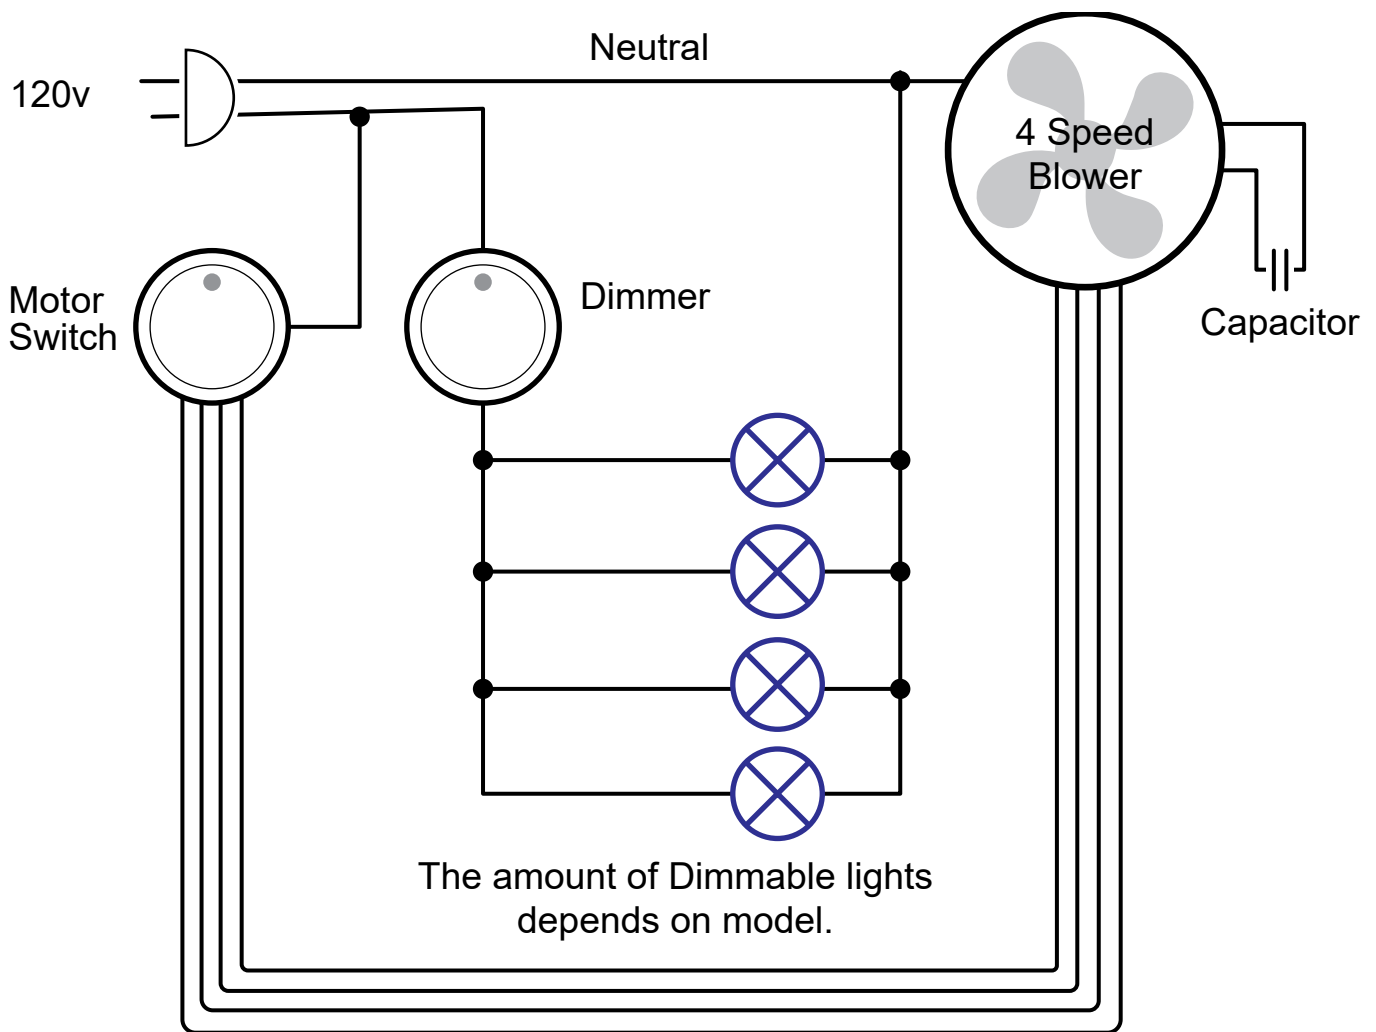 Neutral
120v
4 Speed
Blower
Motor
Switch
Dimmer
Capacitor
The amount of Dimmable lights
depends on model.